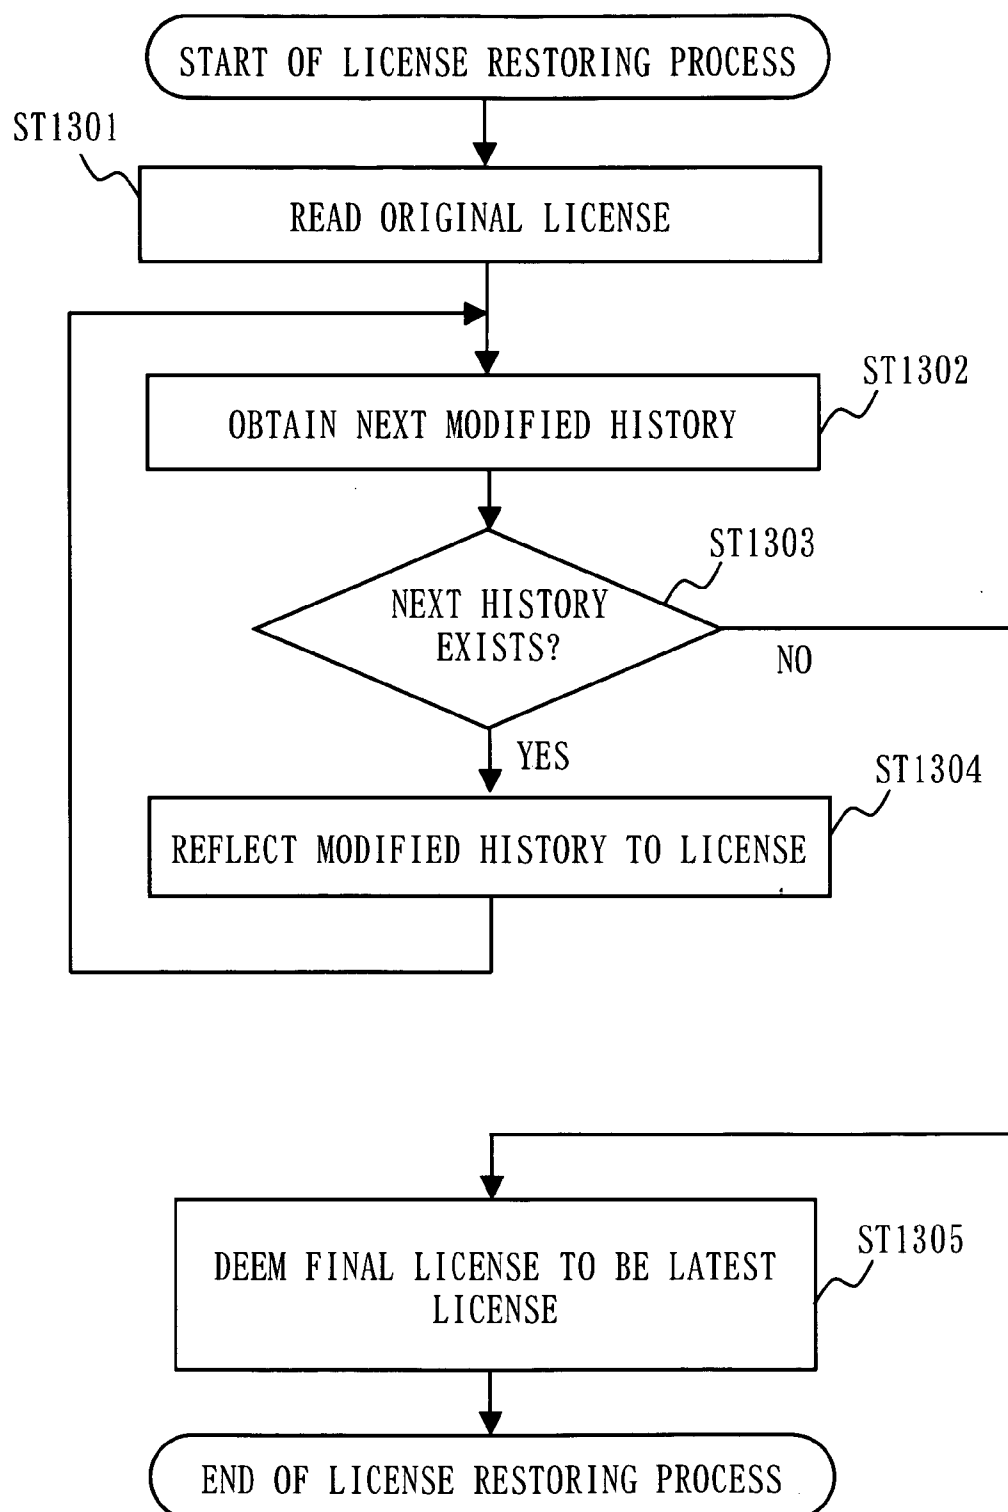 START OF LICENSE RESTORING PROCESS
ST1301
READ ORIGINAL LICENSE
ST1302
OBTAIN NEXT MODIFIED HISTORY
ST1303
NEXT HISTORY
EXISTS?
NO
YES
ST1304
REFLECT MODIFIED HISTORY TO LICENSE
ST1305
DEEM FINAL LICENSE TO BE LATEST
LICENSE
END OF LICENSE RESTORING PROCESS